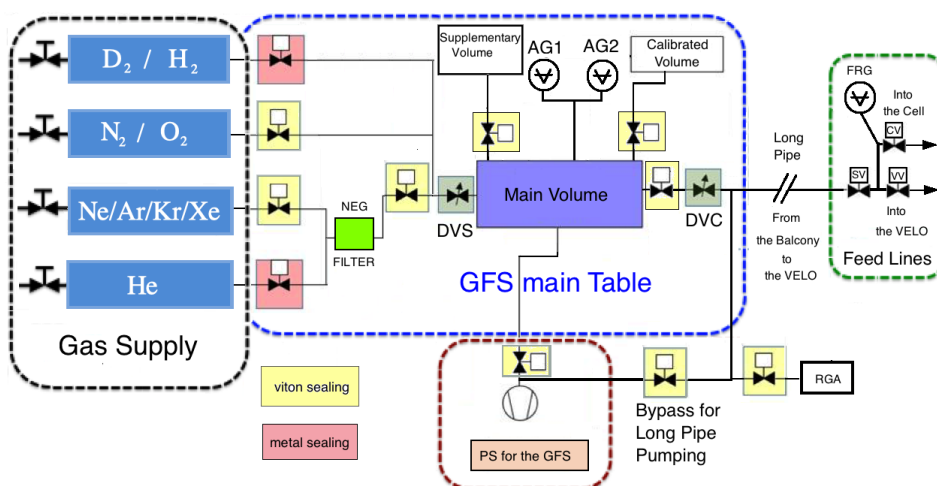 D2 / H2
N2 / O2
Ne/Ar/Kr/Xe
He
Gas Supply
Supplementary
Volume
AG1
AG2
Calibrated
Volume
NEG
FILTER
DVS
Main Volume
DVC
GFS main Table
Long
Pipe
From
the Balcony
to
the VELO
FRG
Into
the Cell
CV
SV
VV
Into
the VELO
Feed Lines
viton sealing
metal sealing
PS for the GFS
Bypass for
Long Pipe
Pumping
RGA